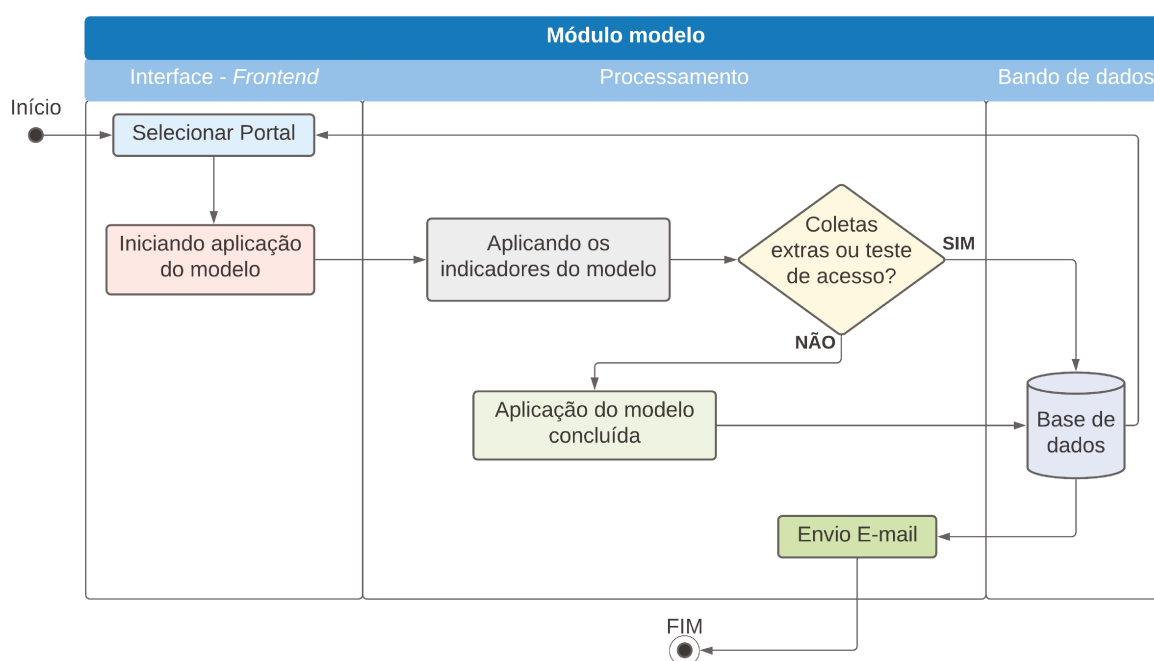 Módulo modelo
Interface - Frontend
Processamento
Bando de dados
Início
Selecionar Portal
Iniciando aplicação
do modelo
Aplicando os
indicadores do modelo
Coletas
extras ou teste
de acesso?
SIM
NÃO
Aplicação do modelo
concluída
Base de
dados
Envio E-mail
FIM